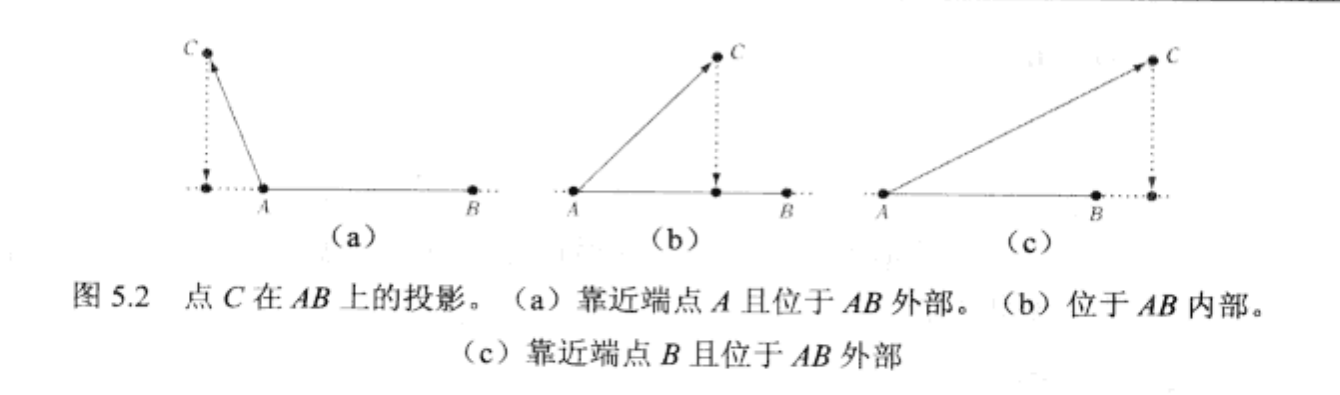 C
C
C
A
B
A
B
A
B
(a)
(b)
(c)
图 5.2 点 C 在 AB 上的投影。(a)靠近端点 A 且位于 AB 外部。(b)位于 AB 内部。
(c)靠近端点 B 且位于 AB 外部